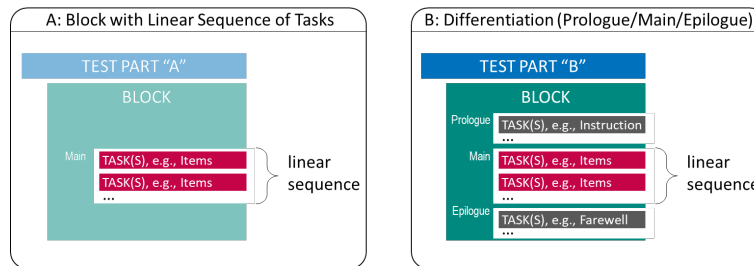 A: Block with Linear Sequence of Tasks
TEST PART “A”
BLOCK
Main
TASK(S), e.g., Items
TASK(S), e.g., Items
...
linear
sequence
B: Differentiation (Prologue/Main/Epilogue)
TEST PART “B”
BLOCK
Prologue
TASK(S), e.g., Instruction
...
Main
TASK(S), e.g., Items
TASK(S), e.g., Items
...
linear
Epilogue
TASK(S), e.g., Farewell
...